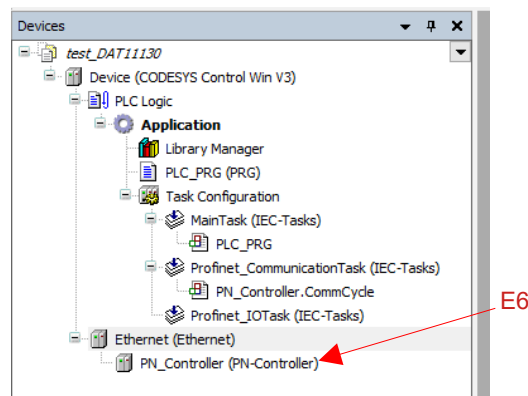 Devices
test_DAT11130
Device (CODESYS Control Win V3)
PLC Logic
Application
Library Manager
PLC_PRG (PRG)
Task Configuration
MainTask (IEC-Tasks)
PLC_PRG
Profinet_CommunicationTask (IEC-Tasks)
PN_Controller.CommCycle
Profinet_IOTask (IEC-Tasks)
E6
Ethernet (Ethernet)
PN_Controller (PN-Controller)